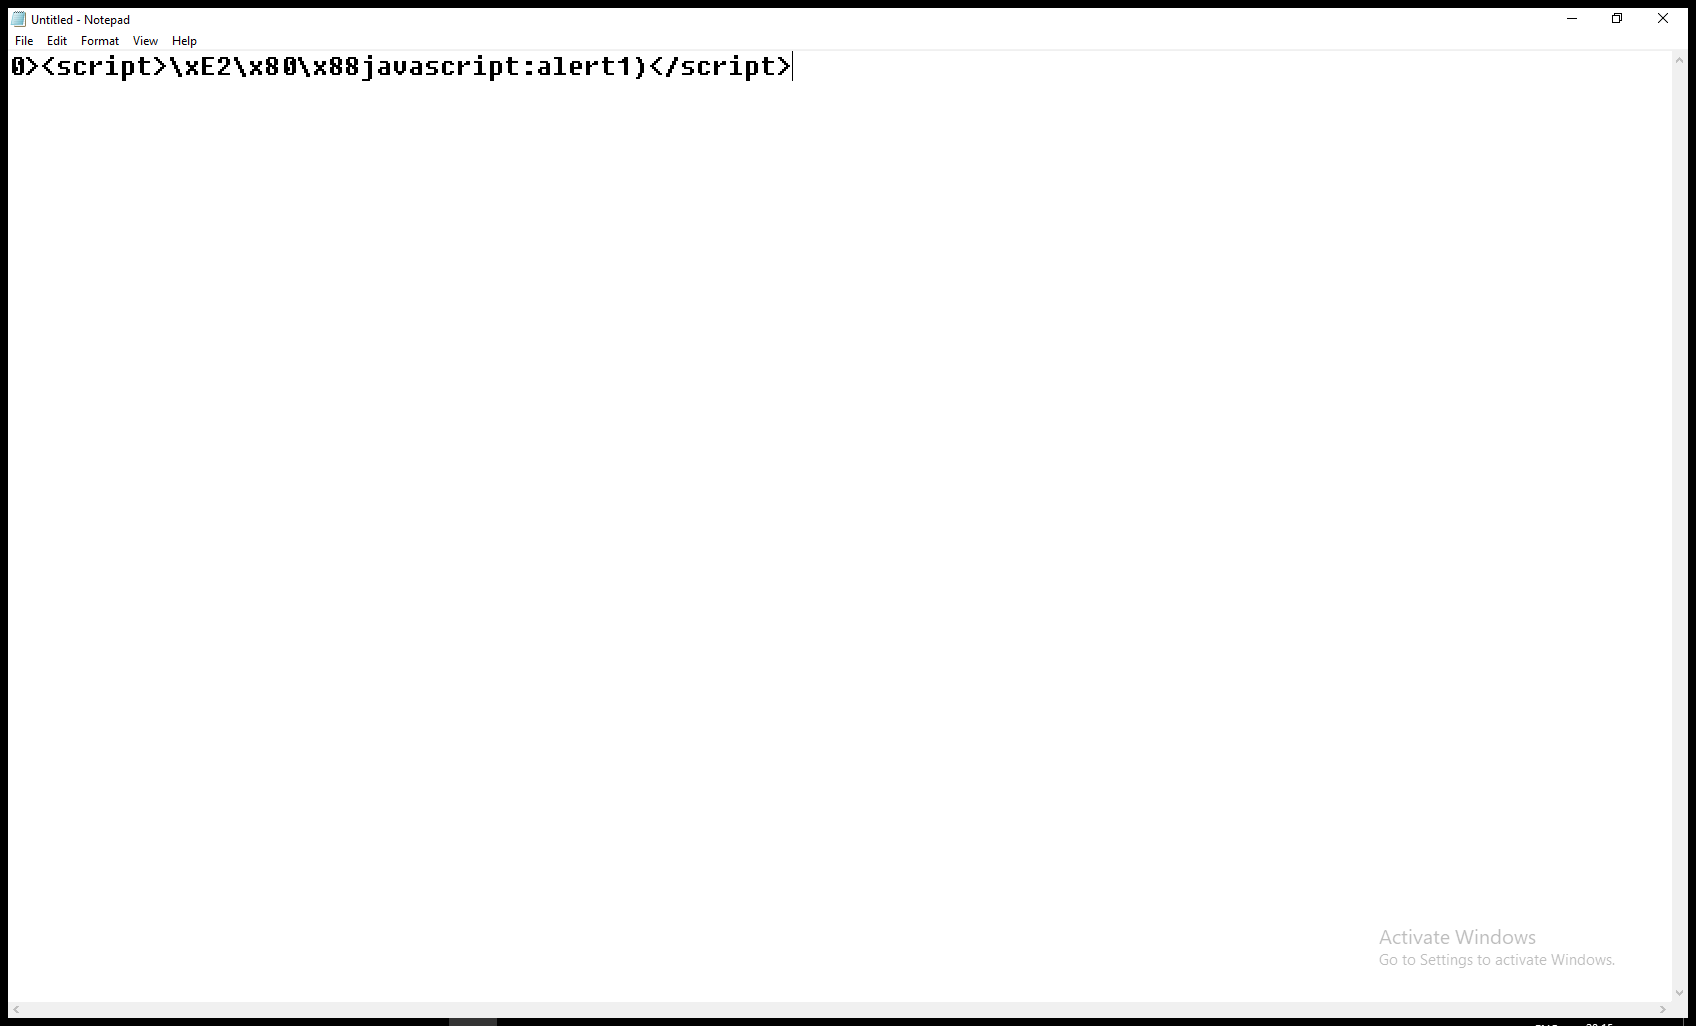 Untitled - Notepad
File Edit Format View Help
0><script>\xE2\x80\x88javascript:alert1)</script>
Activate Windows
Go to Settings to activate Windows.